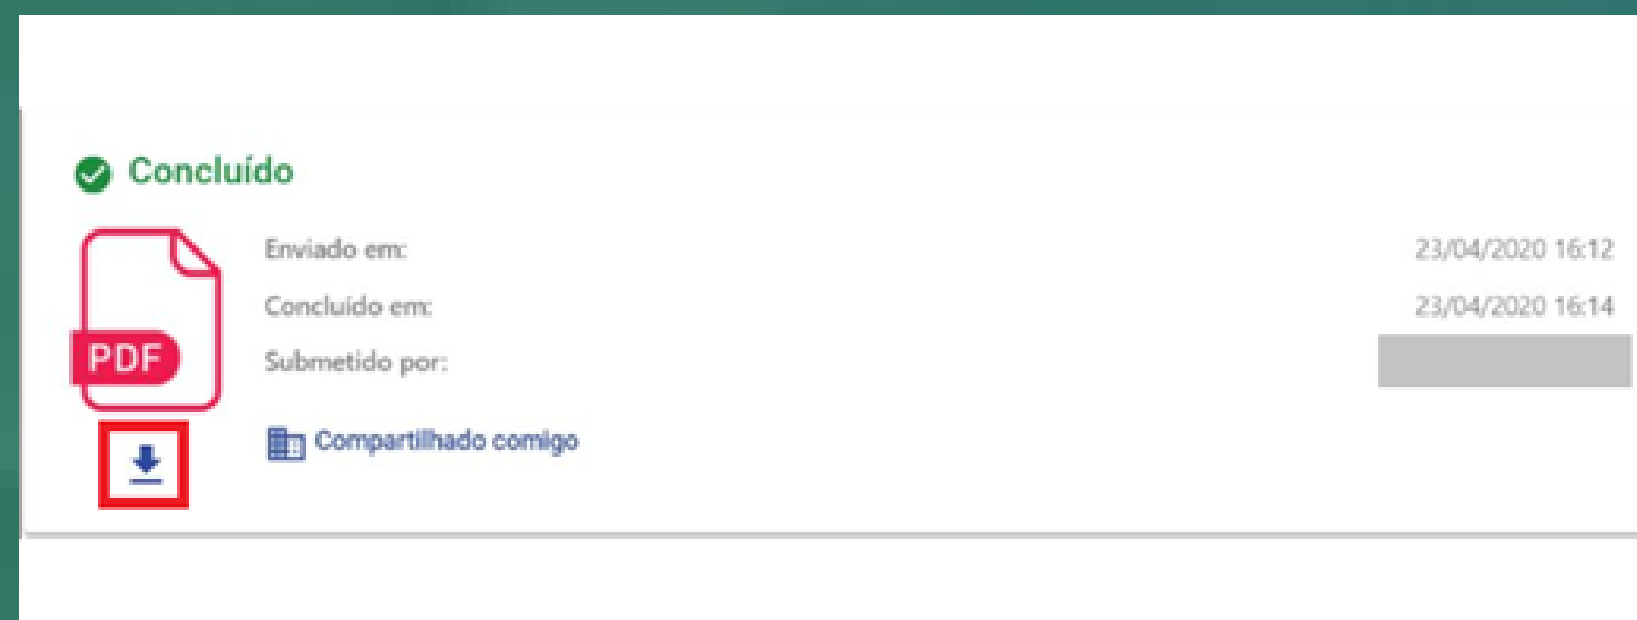 Concluído
Enviado em: 23/04/2020 16:12
Concluído em: 23/04/2020 16:14
PDF
Submetido por:
Compartilhado comigo